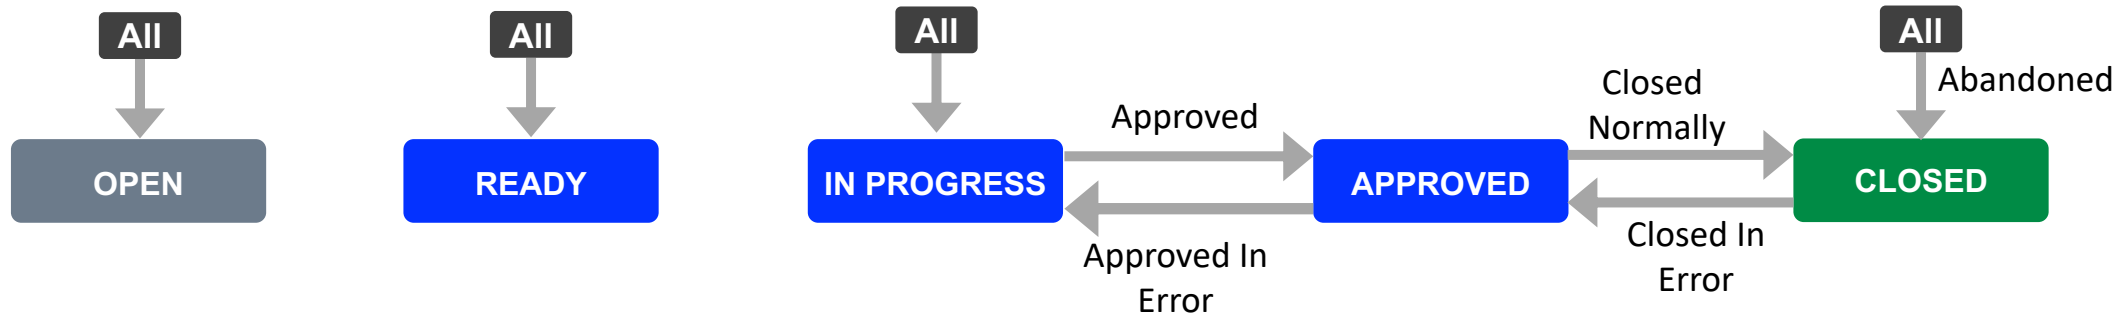 All
All
All
All
Abandoned
Closed
Normally
Approved
OPEN
READY
IN PROGRESS
APPROVED
CLOSED
Approved In
Error
Closed In
Error